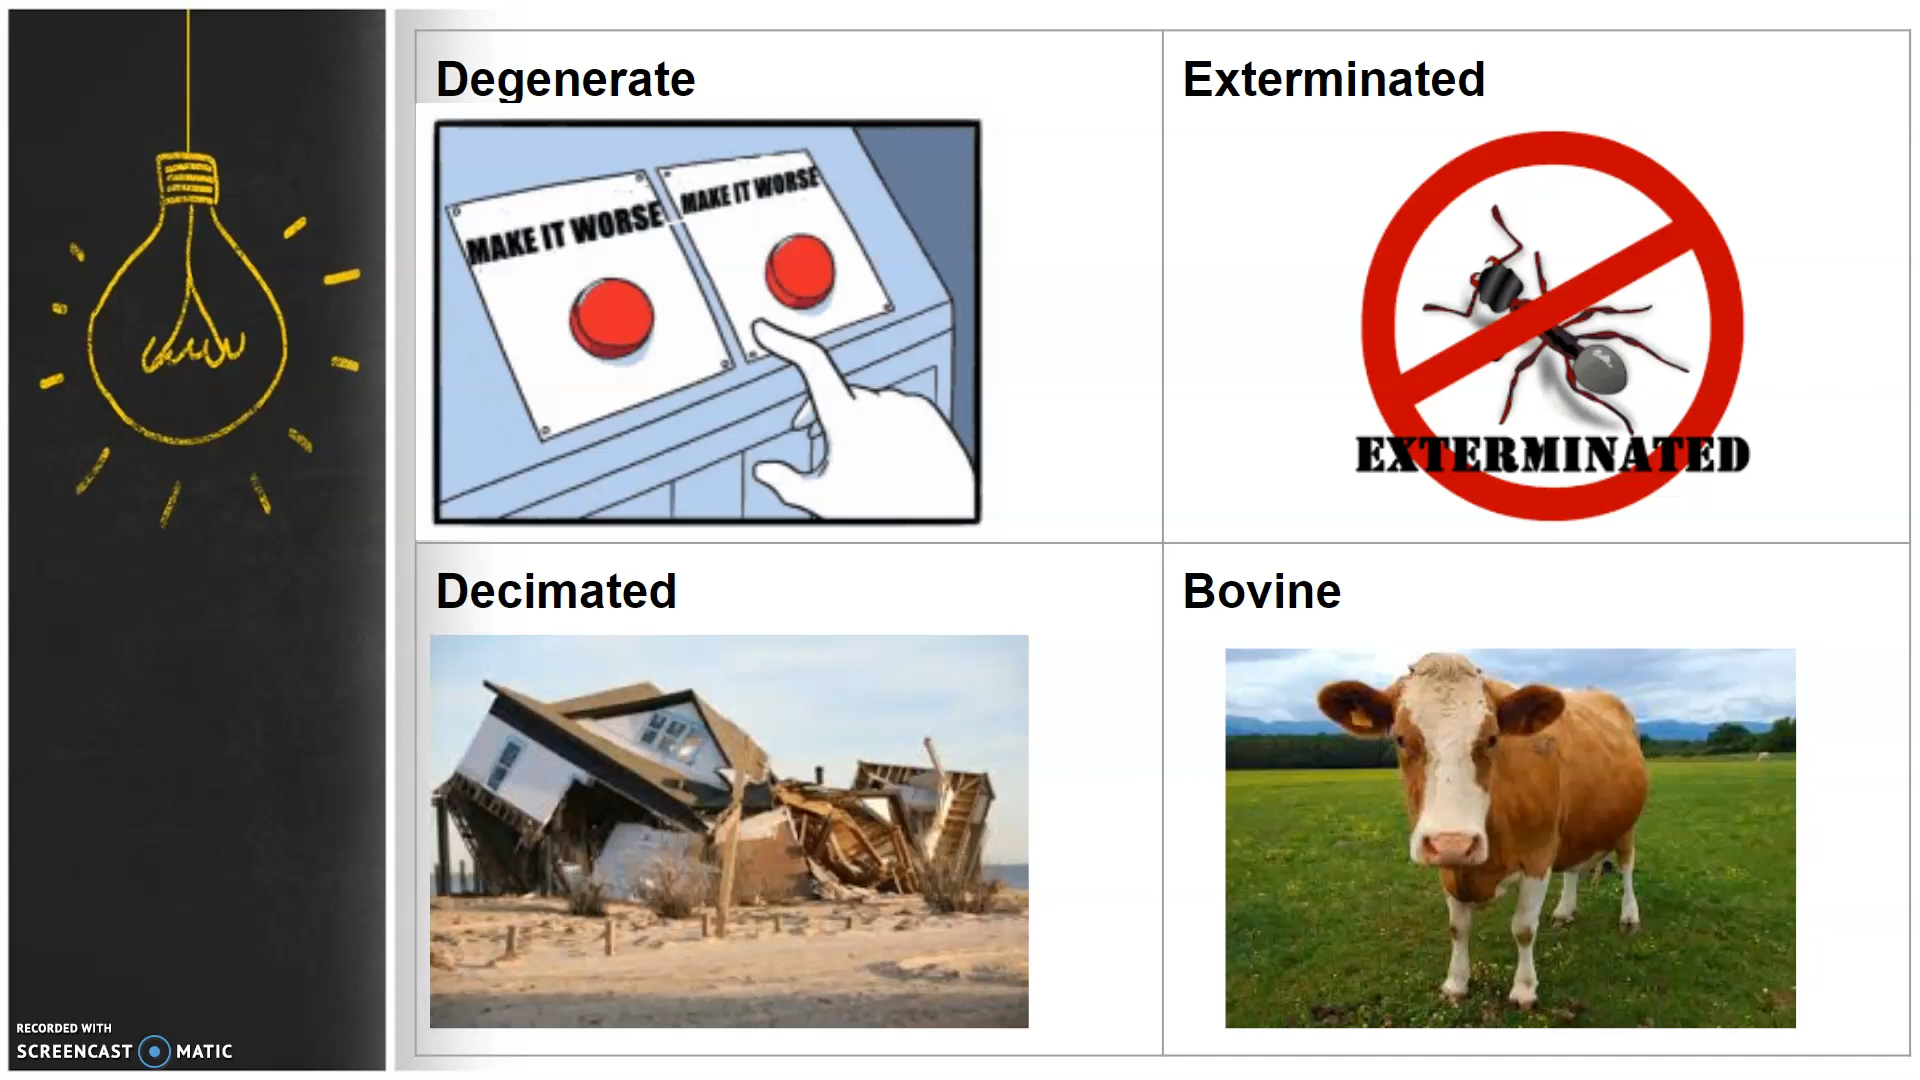 Degenerate
MAKE IT WORSE
MAKE IT WORSE
Exterminated
EXTERMINATED
Decimated
Bovine
RECORDED WITH
SCREENCAST MATIC